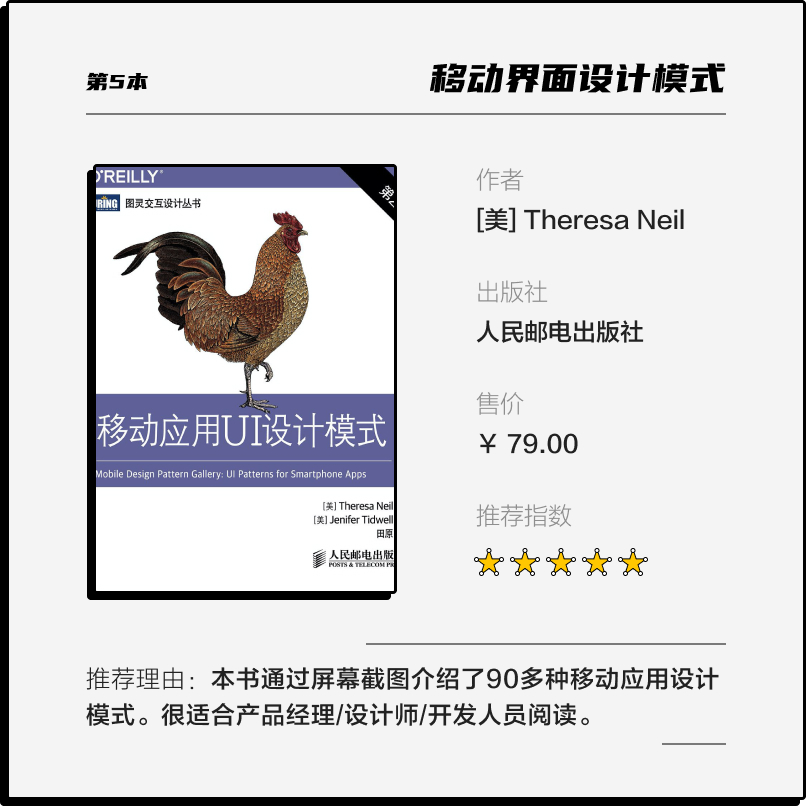 第5本
移动界面设计模式
O'REILLY®
图灵交互设计丛书
第2
移动应用UI设计模式
Mobile Design Pattern Gallery: UI Patterns for Smartphone Apps
[美] Theresa Neil
[美] Jenifer Tidwell
田原
人民邮电出版
POSTS & TELECOM PR
作者
[美] Theresa Neil
出版社
人民邮电出版社
售价
¥ 79.00
推荐指数
推荐理由：本书通过屏幕截图介绍了90多种移动应用设计
模式。很适合产品经理/设计师/开发人员阅读。